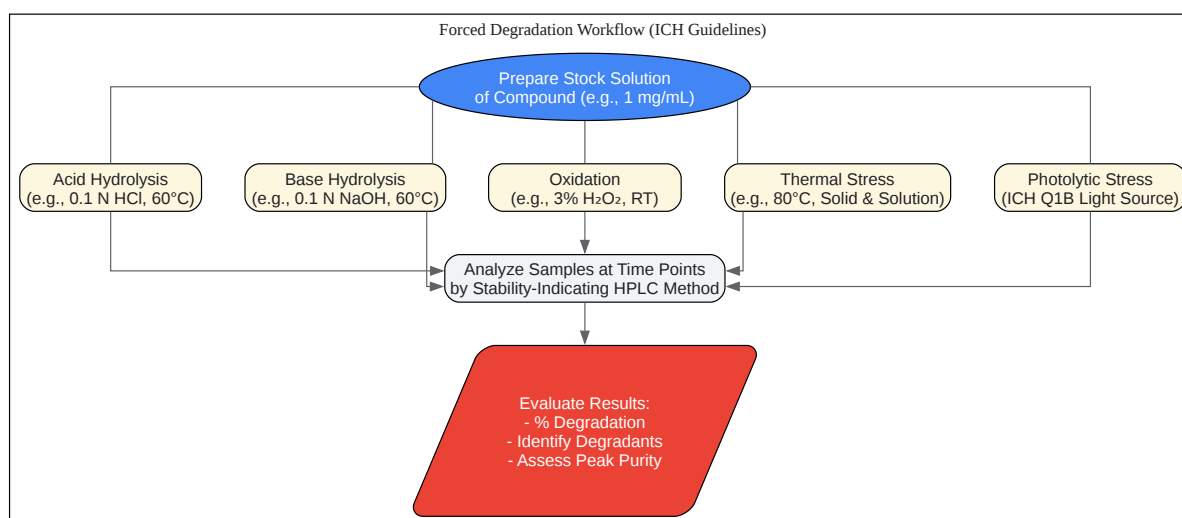 Forced Degradation Workflow (ICH Guidelines)
Prepare Stock Solution
of Compound (e.g., 1 mg/mL)
Acid Hydrolysis
(e.g., 0.1 N HCl, 60°C)
Base Hydrolysis
(e.g., 0.1 N NaOH, 60°C)
Oxidation
(e.g., 3% H₂O₂, RT)
Thermal Stress
(e.g., 80°C, Solid & Solution)
Photolytic Stress
(ICH Q1B Light Source)
Analyze Samples at Time Points
by Stability-Indicating HPLC Method
Evaluate Results:
- % Degradation
- Identify Degradants
- Assess Peak Purity